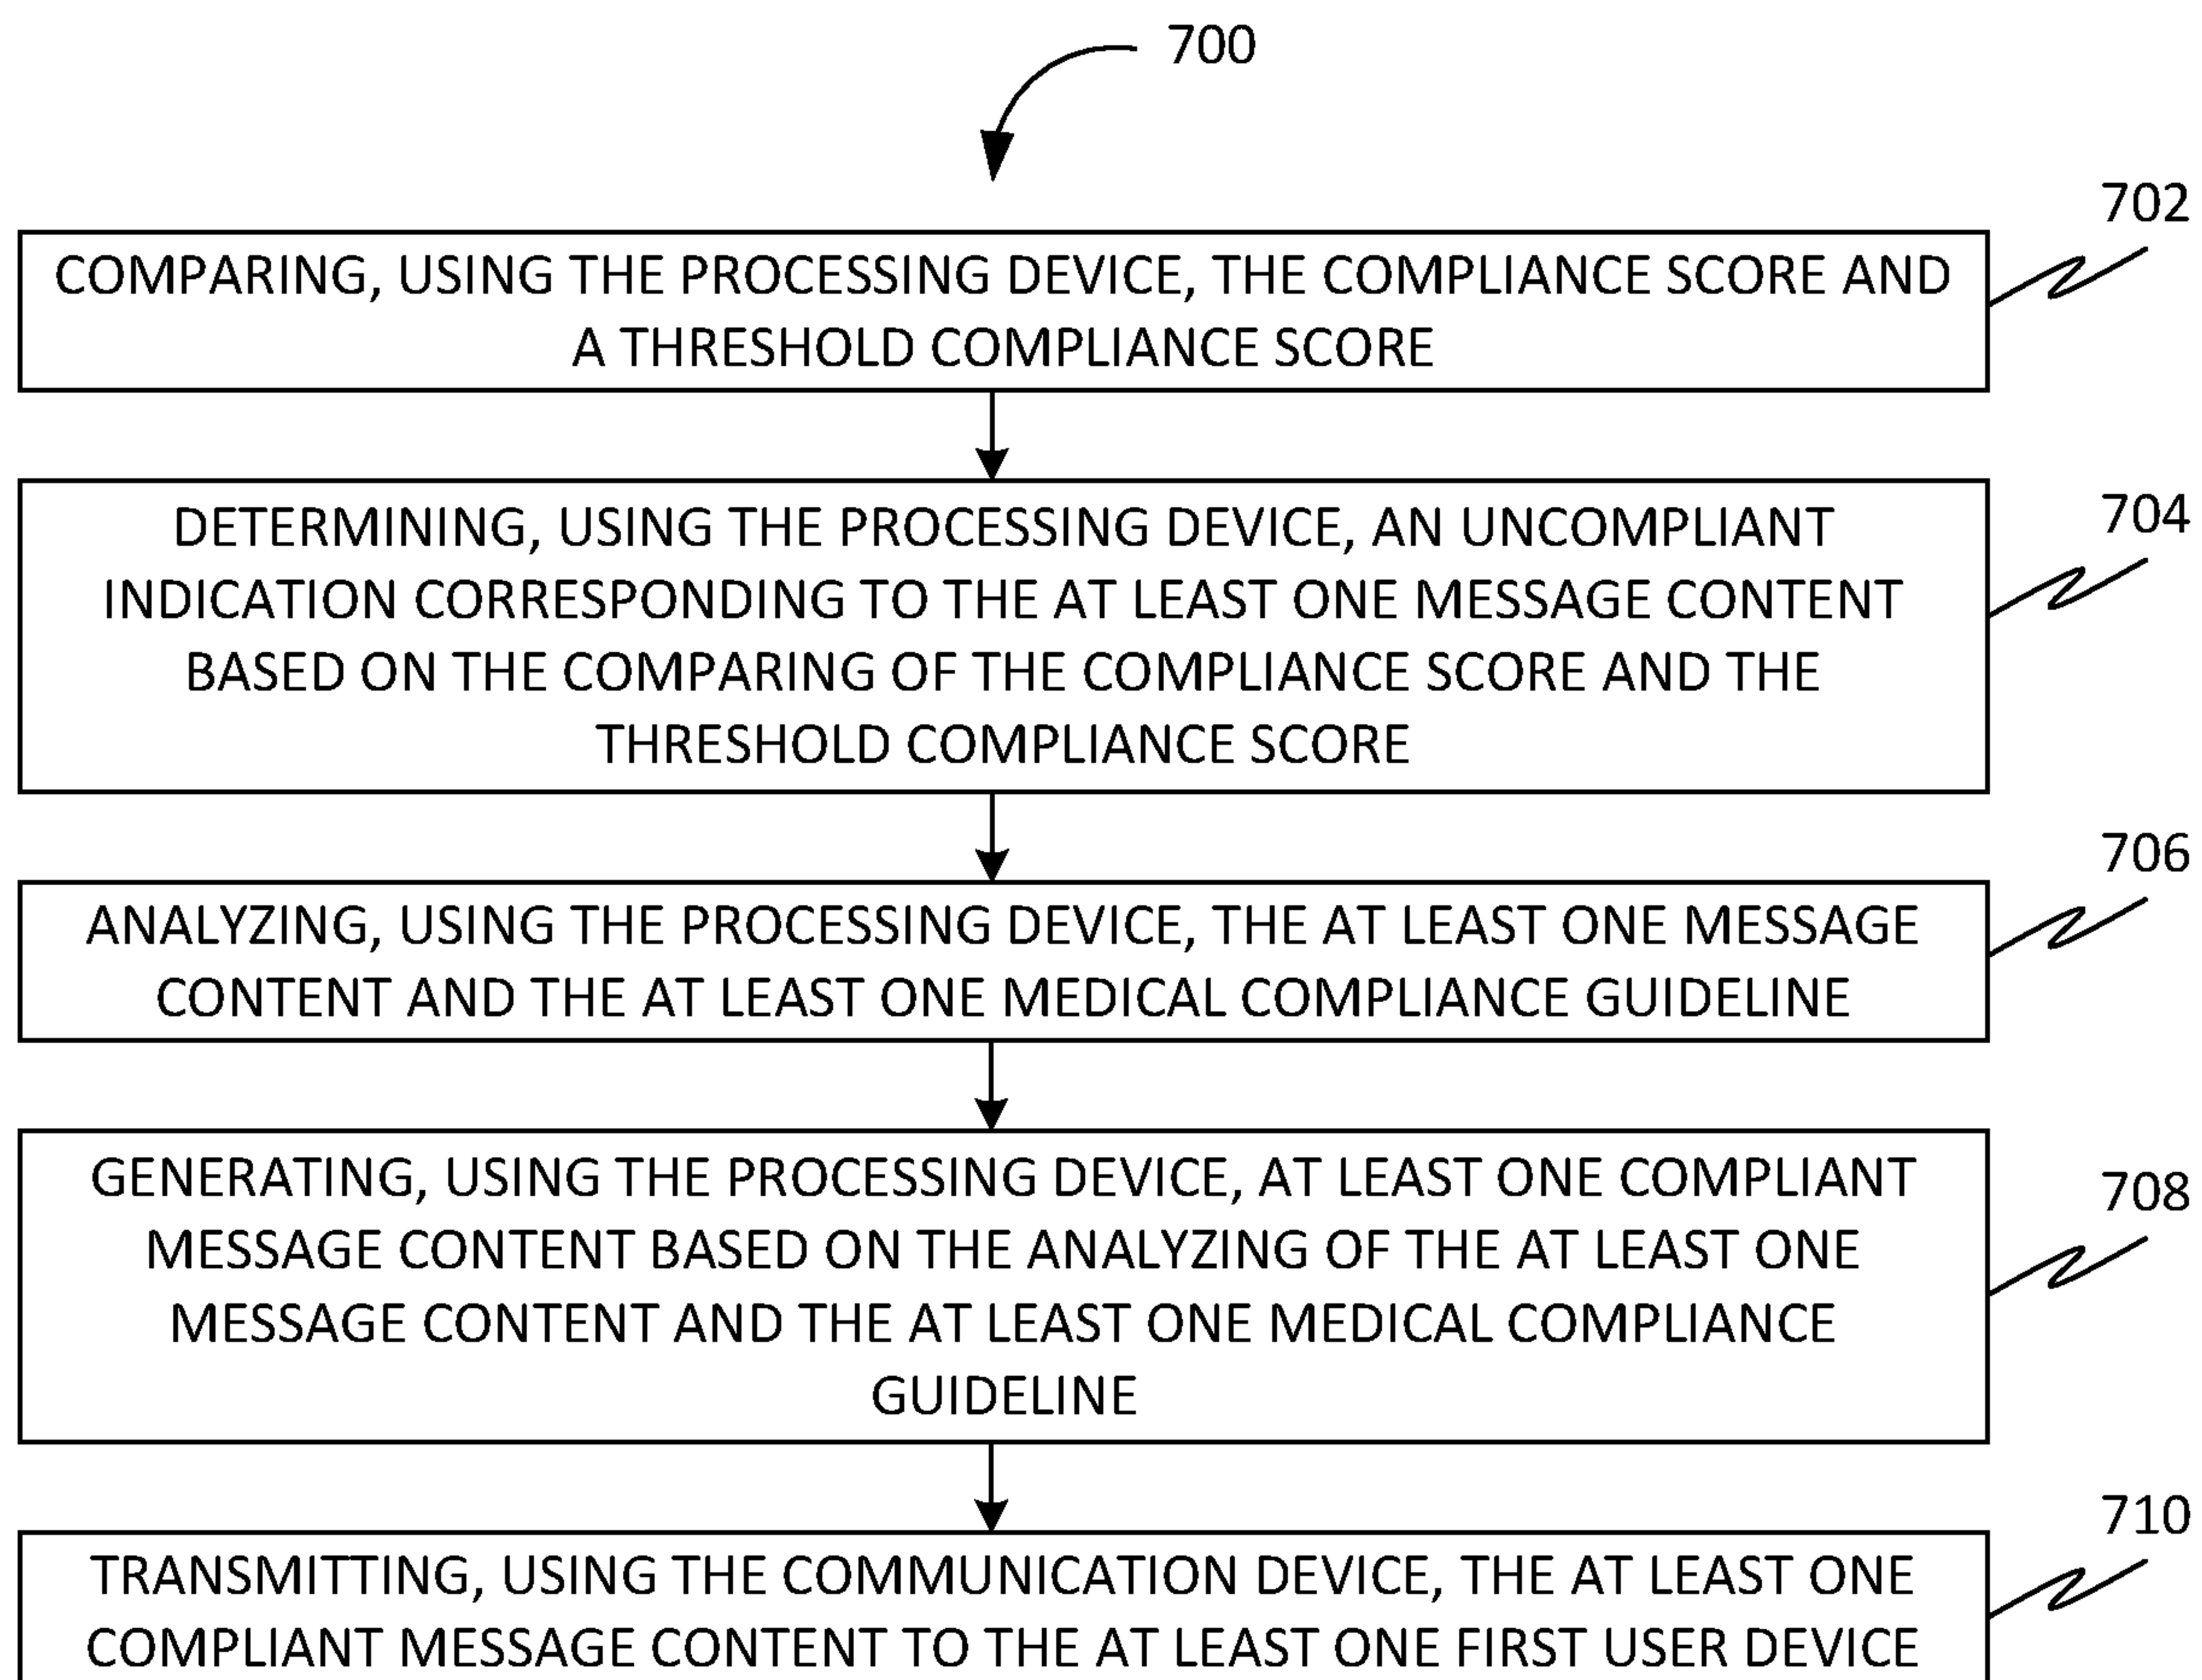 700
702
COMPARING, USING THE PROCESSING DEVICE, THE COMPLIANCE SCORE AND
A THRESHOLD COMPLIANCE SCORE
704
DETERMINING, USING THE PROCESSING DEVICE, AN UNCOMPLIANT
INDICATION CORRESPONDING TO THE AT LEAST ONE MESSAGE CONTENT
BASED ON THE COMPARING OF THE COMPLIANCE SCORE AND THE
THRESHOLD COMPLIANCE SCORE
706
ANALYZING, USING THE PROCESSING DEVICE, THE AT LEAST ONE MESSAGE
CONTENT AND THE AT LEAST ONE MEDICAL COMPLIANCE GUIDELINE
708
GENERATING, USING THE PROCESSING DEVICE, AT LEAST ONE COMPLIANT
MESSAGE CONTENT BASED ON THE ANALYZING OF THE AT LEAST ONE
MESSAGE CONTENT AND THE AT LEAST ONE MEDICAL COMPLIANCE
GUIDELINE
710
TRANSMITTING, USING THE COMMUNICATION DEVICE, THE AT LEAST ONE
COMPLIANT MESSAGE CONTENT TO THE AT LEAST ONE FIRST USER DEVICE